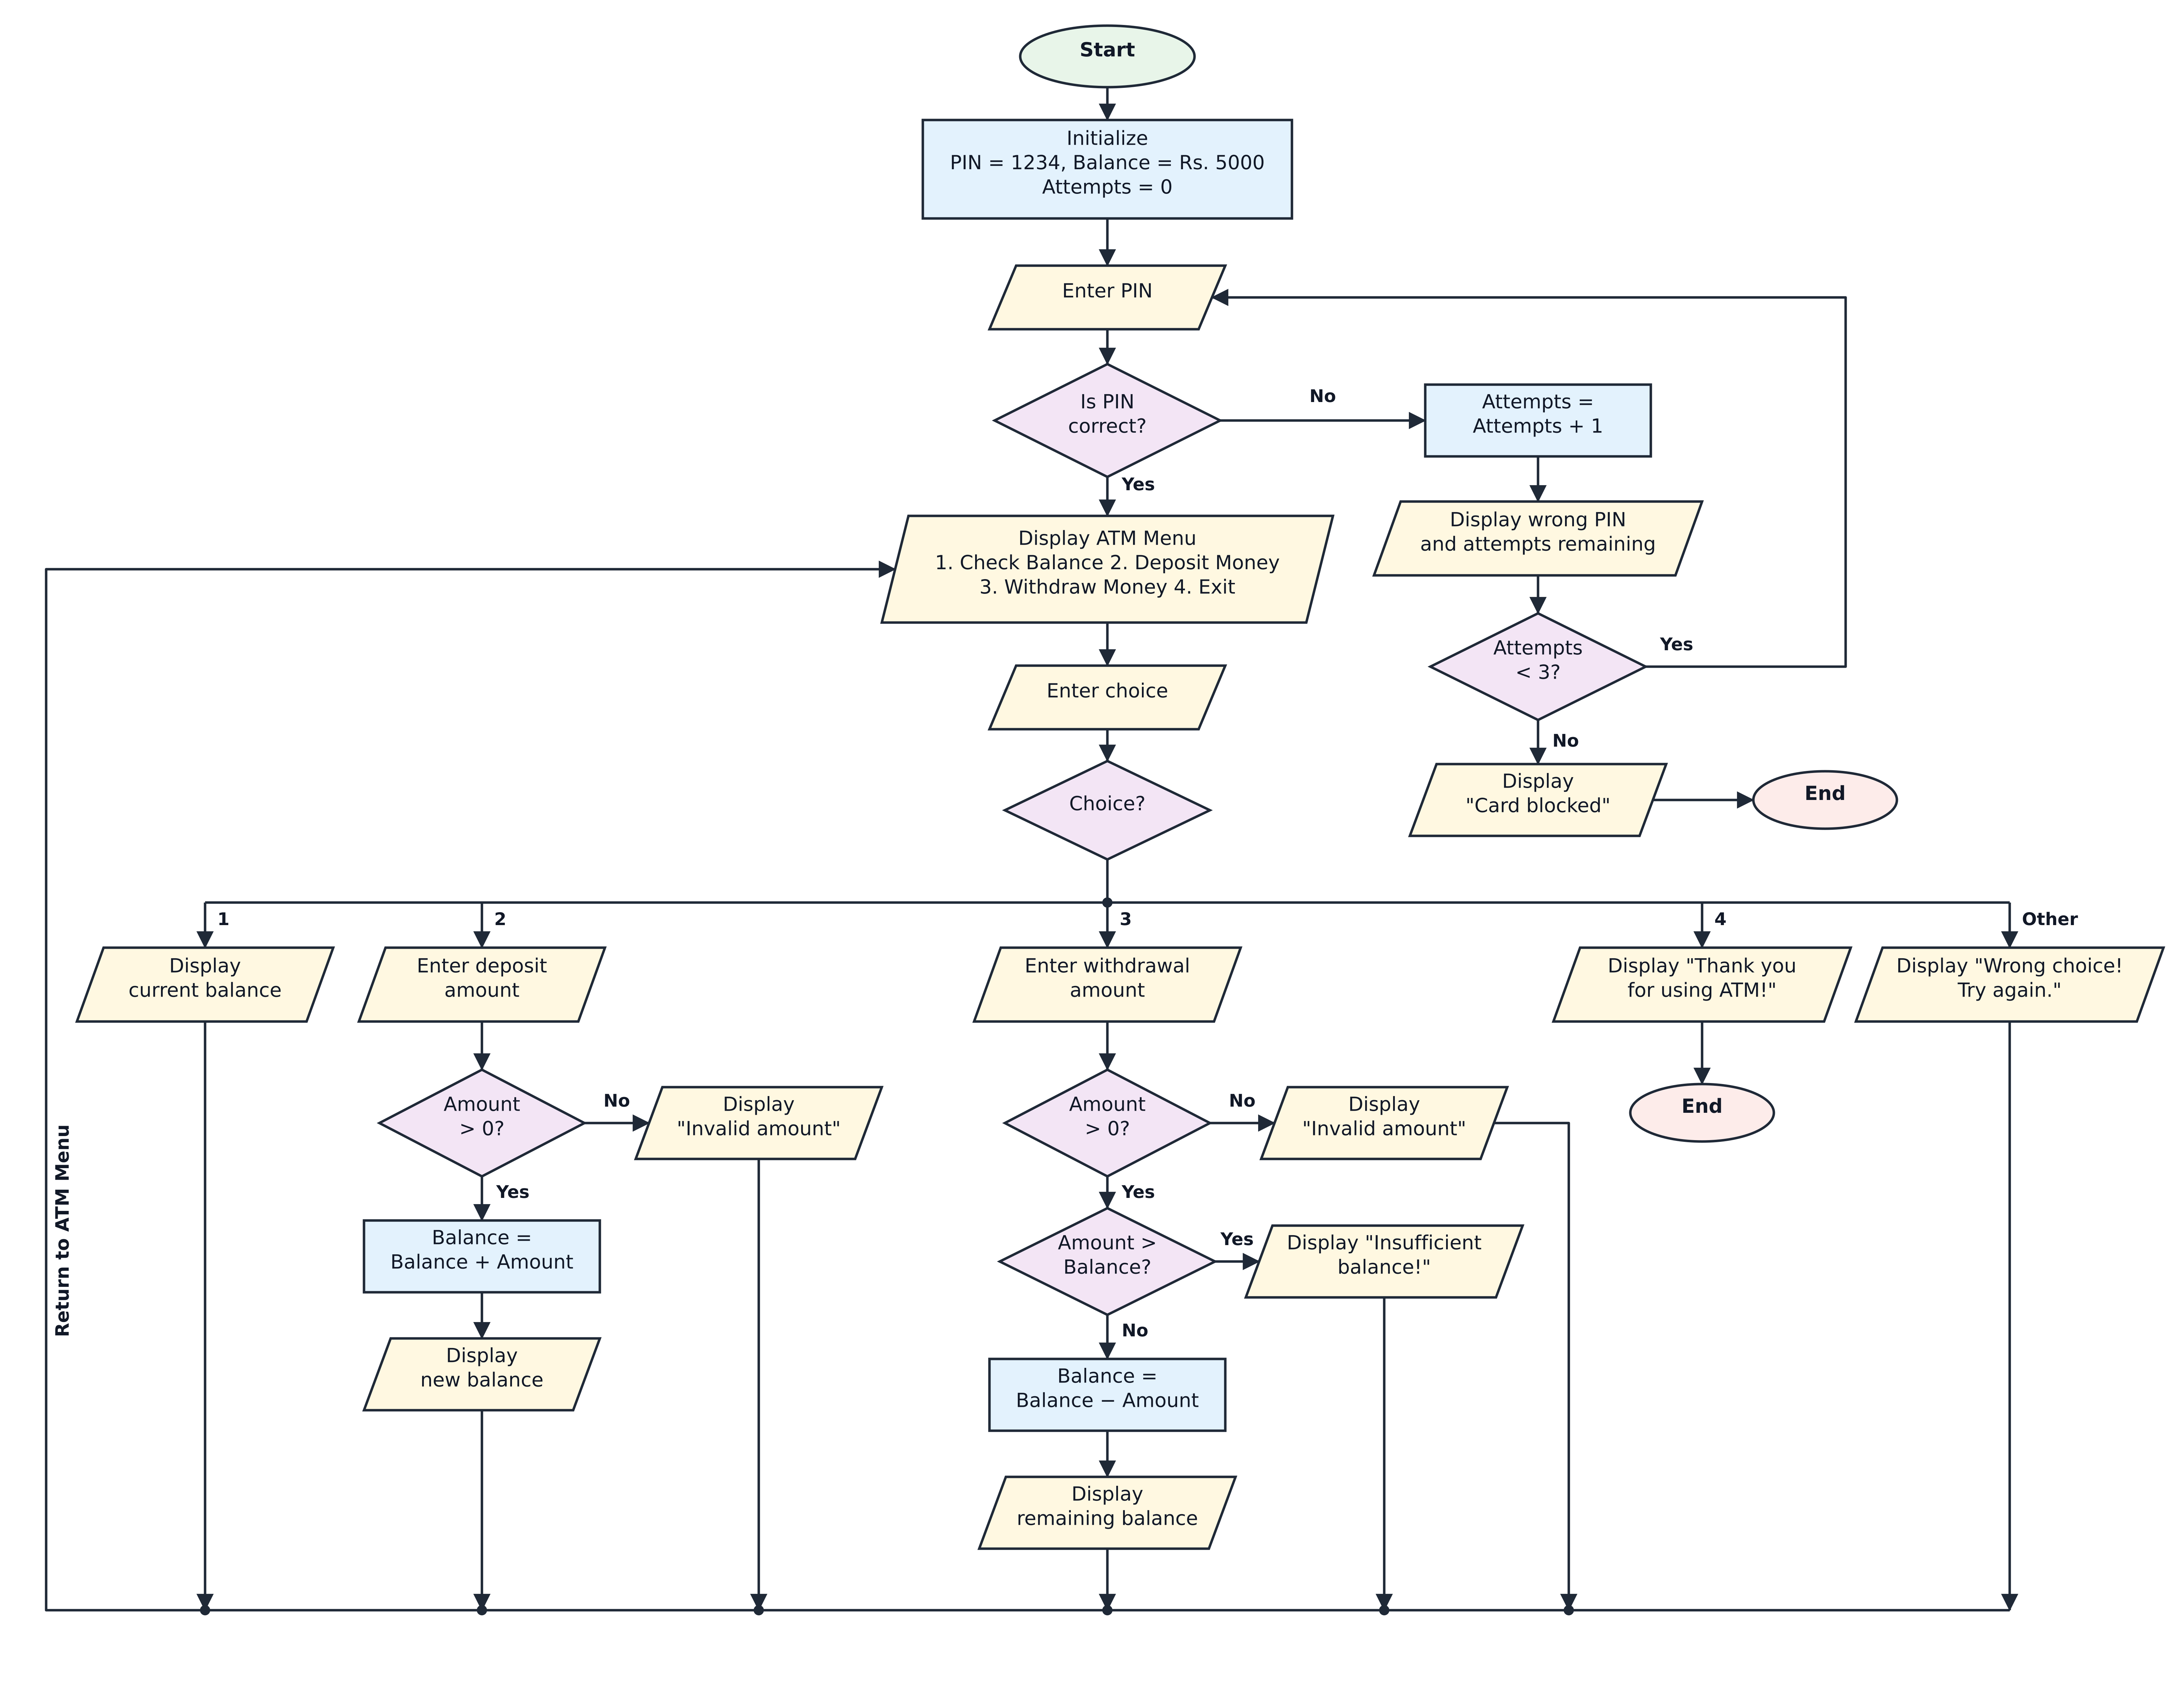 Start
Initialize
PIN = 1234, Balance = Rs. 5000
Attempts = 0
Enter PIN
Is PIN
correct?
No
Attempts =
Attempts + 1
Yes
Display wrong PIN
and attempts remaining
Display ATM Menu
1. Check Balance 2. Deposit Money
3. Withdraw Money 4. Exit
Attempts
< 3?
Yes
Enter choice
No
Display
"Card blocked"
End
Choice?
1
2
3
4
Other
Display
current balance
Enter deposit
amount
Enter withdrawal
amount
Display "Thank you
for using ATM!"
Display "Wrong choice!
Try again."
Amount
> 0?
No
Display
"Invalid amount"
Amount
> 0?
No
Display
"Invalid amount"
End
Yes
Yes
Balance =
Balance + Amount
Amount >
Balance?
Yes
Display "Insufficient
balance!"
Return to ATM Menu
No
Display
new balance
Balance =
Balance − Amount
Display
remaining balance